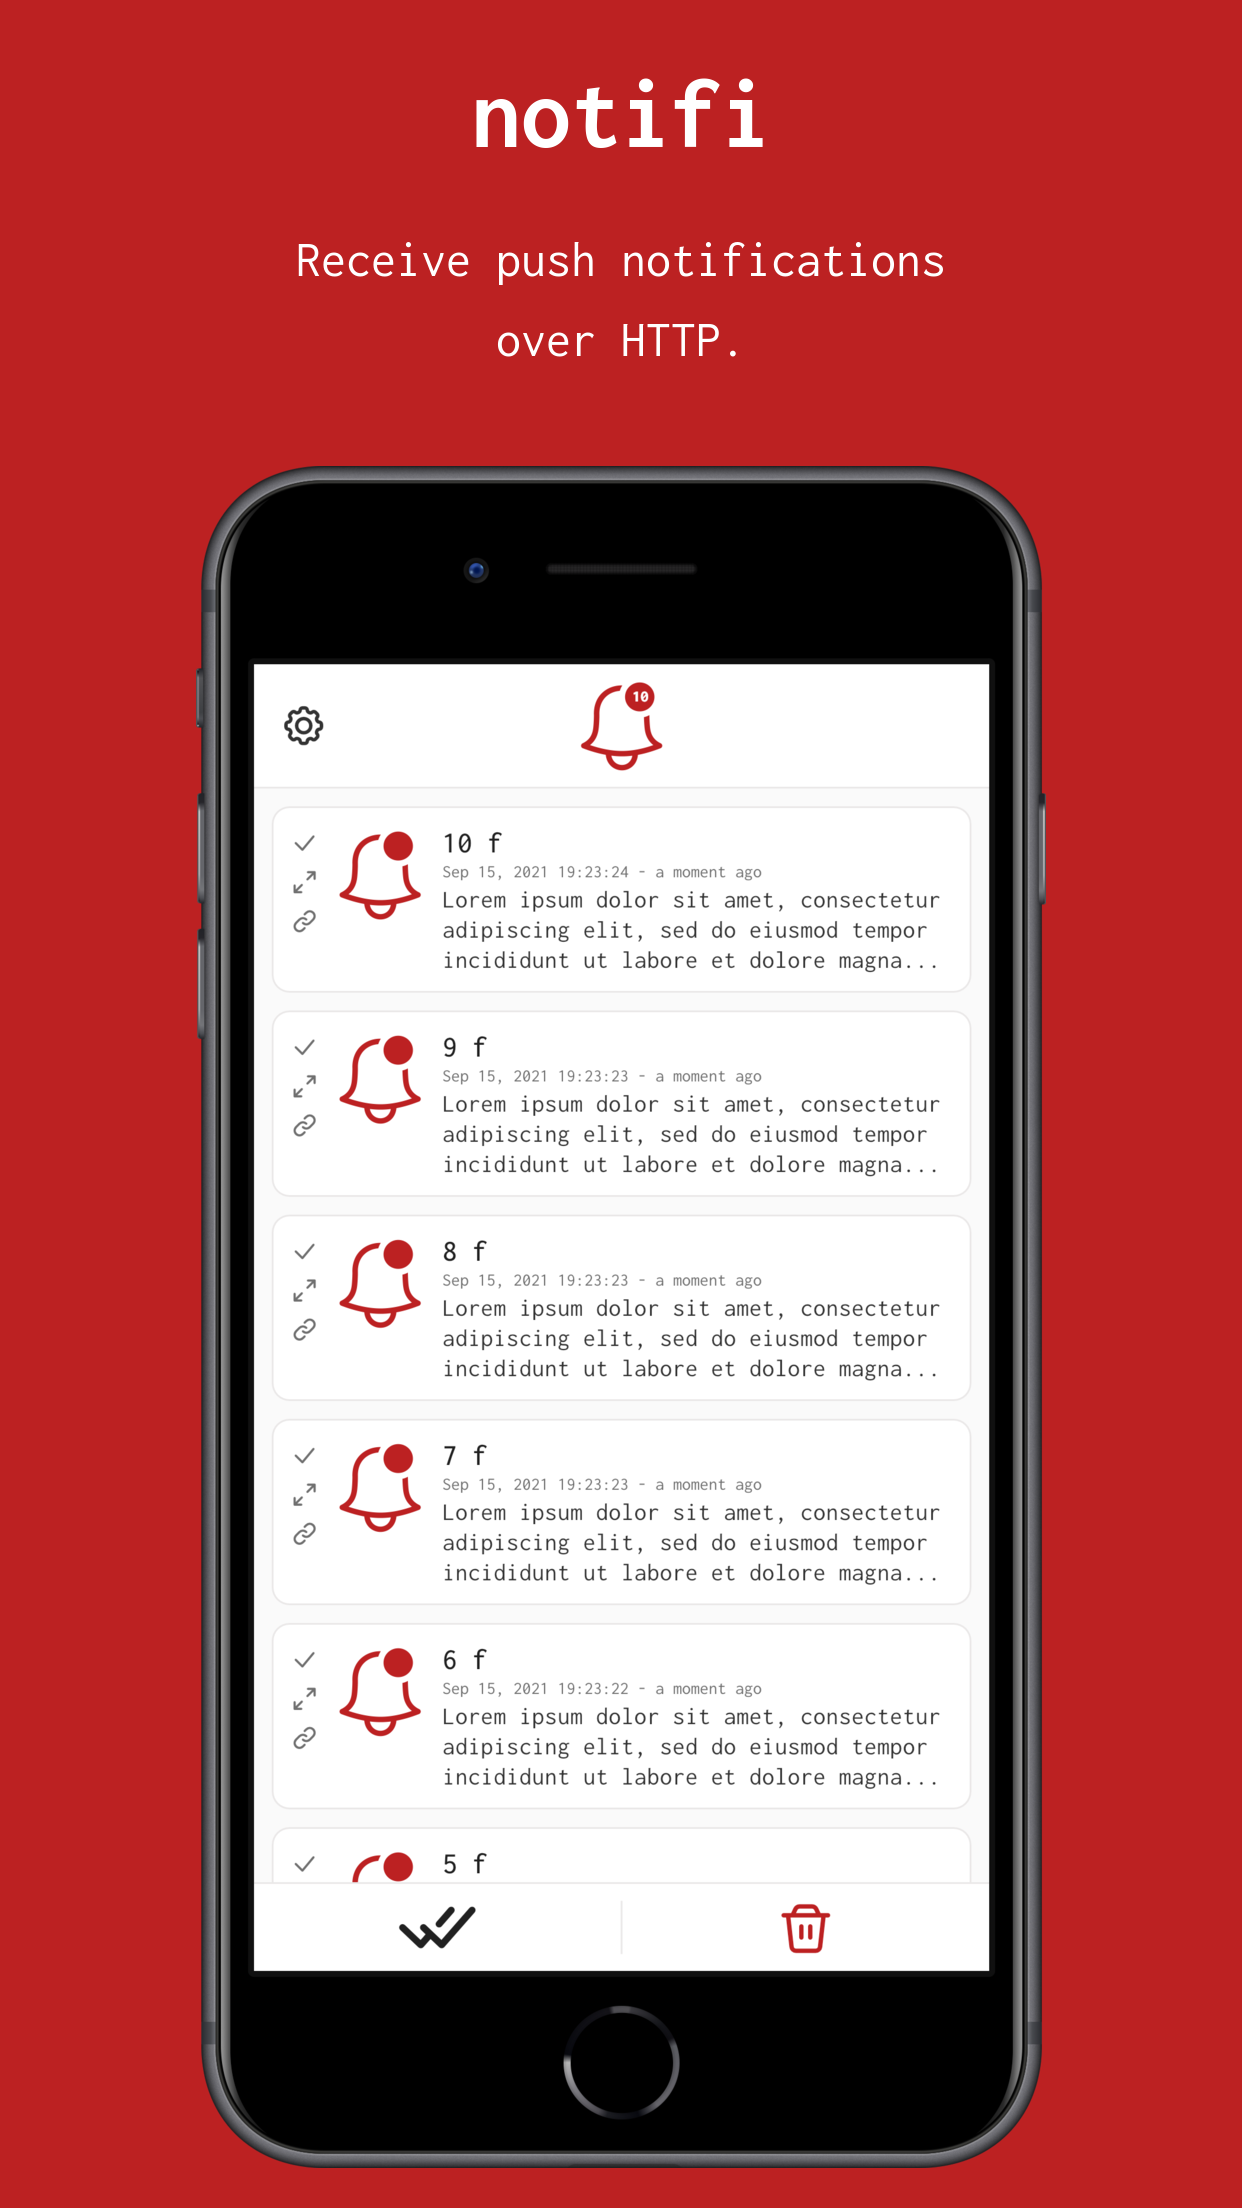 notifi
Receive push notifications
over HTTP.
10
10 f
Sep 15, 2021 19:23:24 - a moment ago
Lorem ipsum dolor sit amet, consectetur
adipiscing elit, sed do eiusmod tempor
incididunt ut labore et dolore magna...
9 f
Sep 15, 2021 19:23:23 - a moment ago
Lorem ipsum dolor sit amet, consectetur
adipiscing elit, sed do eiusmod tempor
incididunt ut labore et dolore magna...
8 f
Sep 15, 2021 19:23:23 - a moment ago
Lorem ipsum dolor sit amet, consectetur
adipiscing elit, sed do eiusmod tempor
incididunt ut labore et dolore magna...
7 f
Sep 15, 2021 19:23:23 - a moment ago
Lorem ipsum dolor sit amet, consectetur
adipiscing elit, sed do eiusmod tempor
incididunt ut labore et dolore magna...
6 f
Sep 15, 2021 19:23:22 - a moment ago
Lorem ipsum dolor sit amet, consectetur
adipiscing elit, sed do eiusmod tempor
incididunt ut labore et dolore magna...
5 f